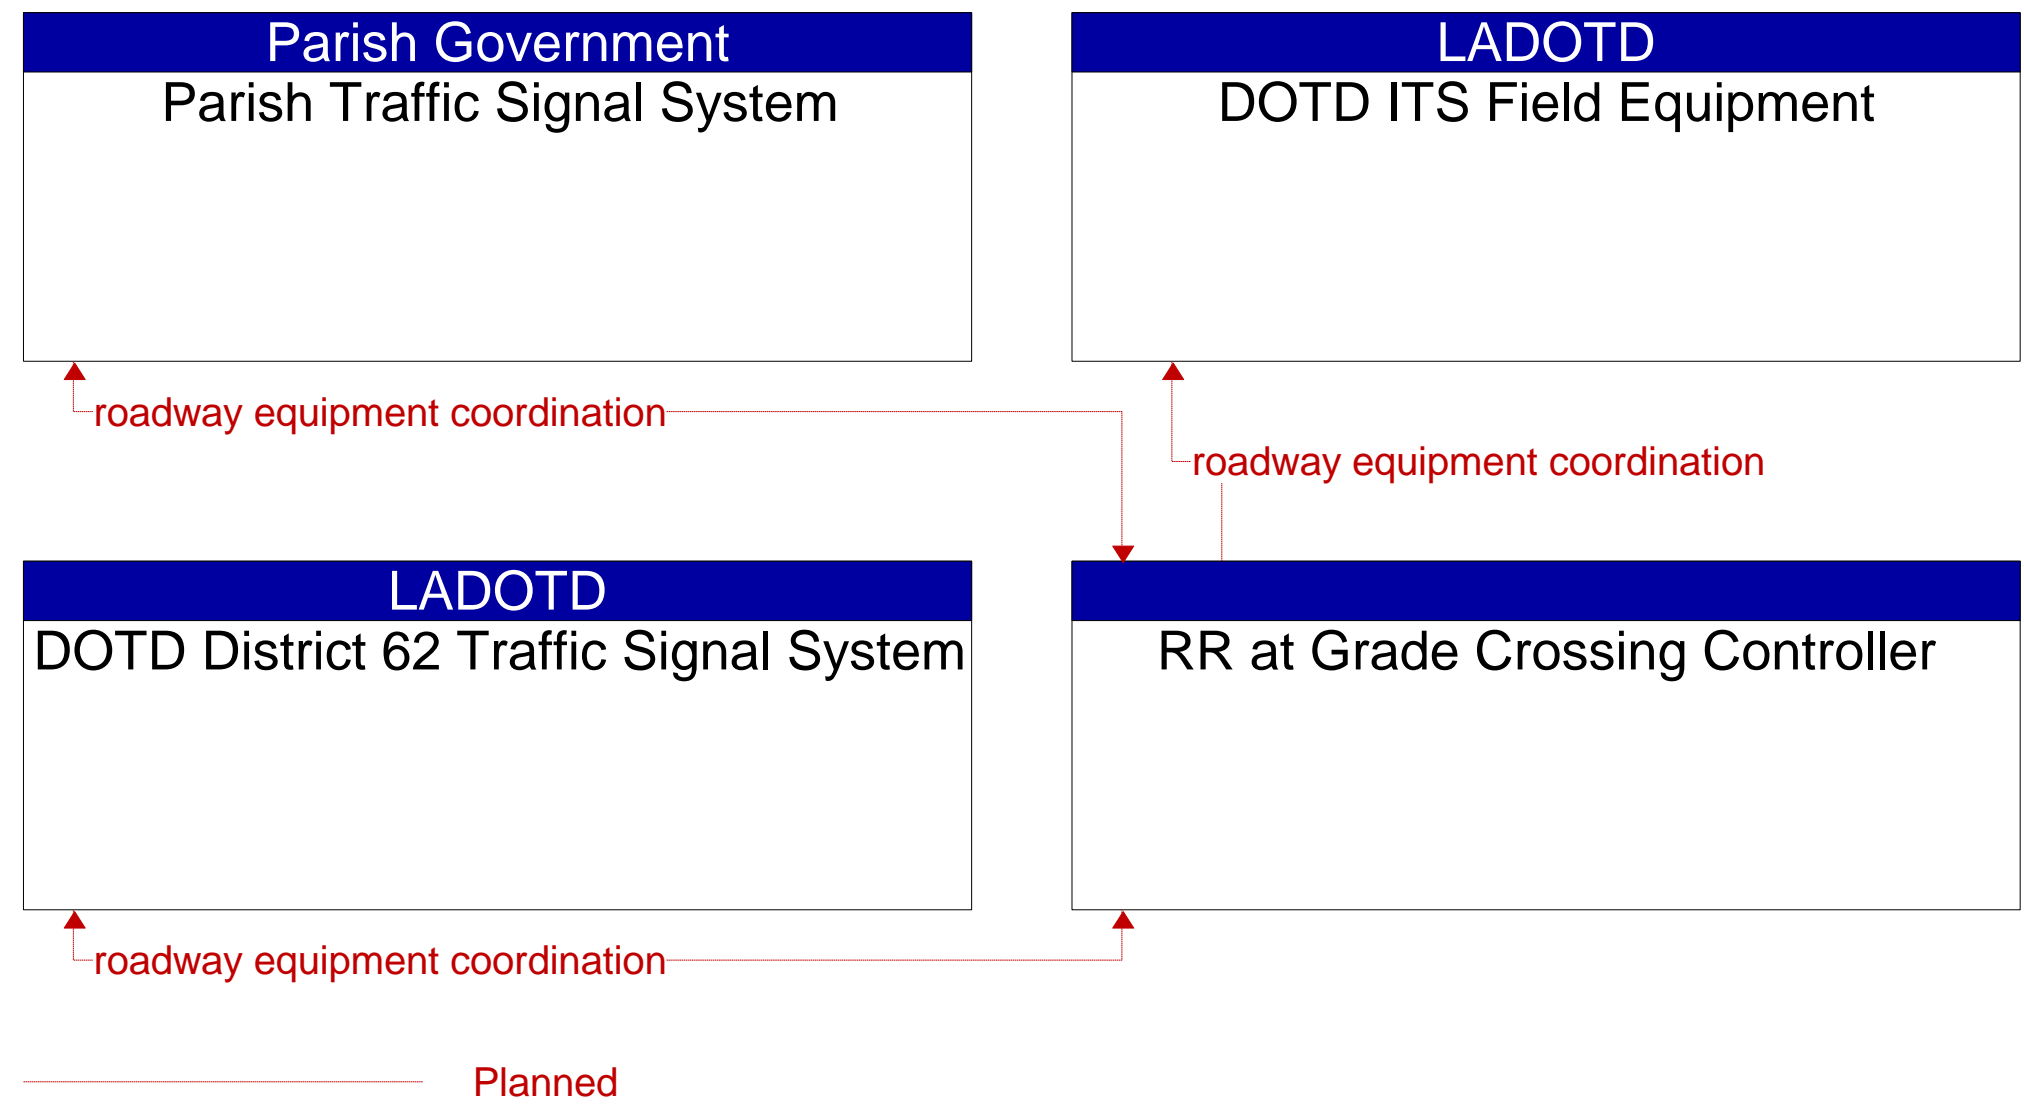 Parish Government
Parish Traffic Signal System
LADOTD
DOTD ITS Field Equipment
roadway equipment coordination
roadway equipment coordination
LADOTD
DOTD District 62 Traffic Signal System
RR at Grade Crossing Controller
roadway equipment coordination
Planned